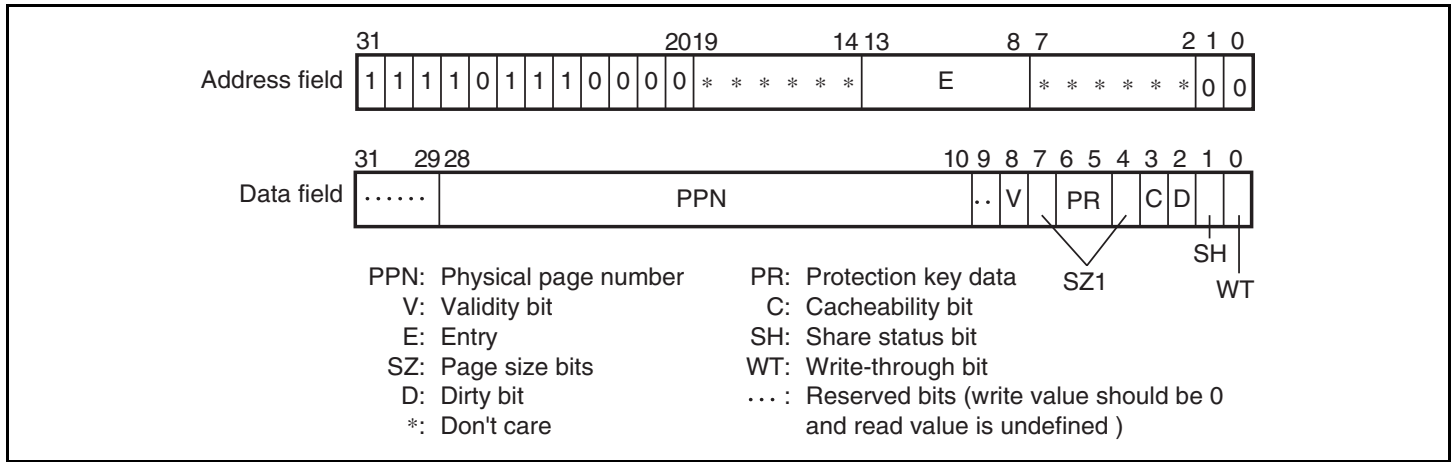 31 2019 14 13 8 7 2 1 0
Address field 1 1 1 1 0 1 1 1 0 0 0 0 * * * * * * E * * * * * * 0 0
31 29 28 10 9 8 7 6 5 4 3 2 1 0
Data field ...... PPN .. V PR C D
SH
SZ1
WT
PPN: Physical page number
V: Validity bit
E: Entry
SZ: Page size bits
D: Dirty bit
*: Don't care
PR: Protection key data
C: Cacheability bit
SH: Share status bit
WT: Write-through bit
... : Reserved bits (write value should be 0
and read value is undefined )